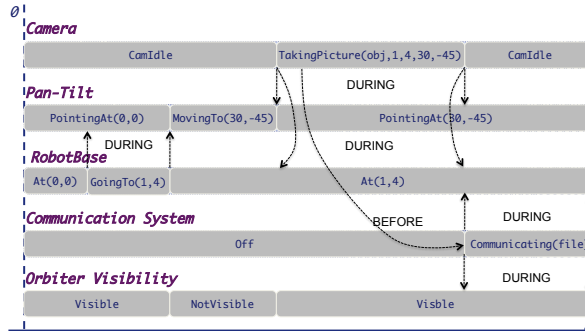 0
Camera
CamIdle TakingPicture(obj,1,4,30,-45) CamIdle
DURING
Pan-Tilt
PointingAt(0,0) MovingTo(30,-45) PointingAt(30,-45)
DURING DURING
RobotBase
At(0,0) GoingTo(1,4) At(1,4)
Communication System BEFORE DURING
Off Communicating(file
Orbiter Visibility DURING
Visible NotVisible Visble